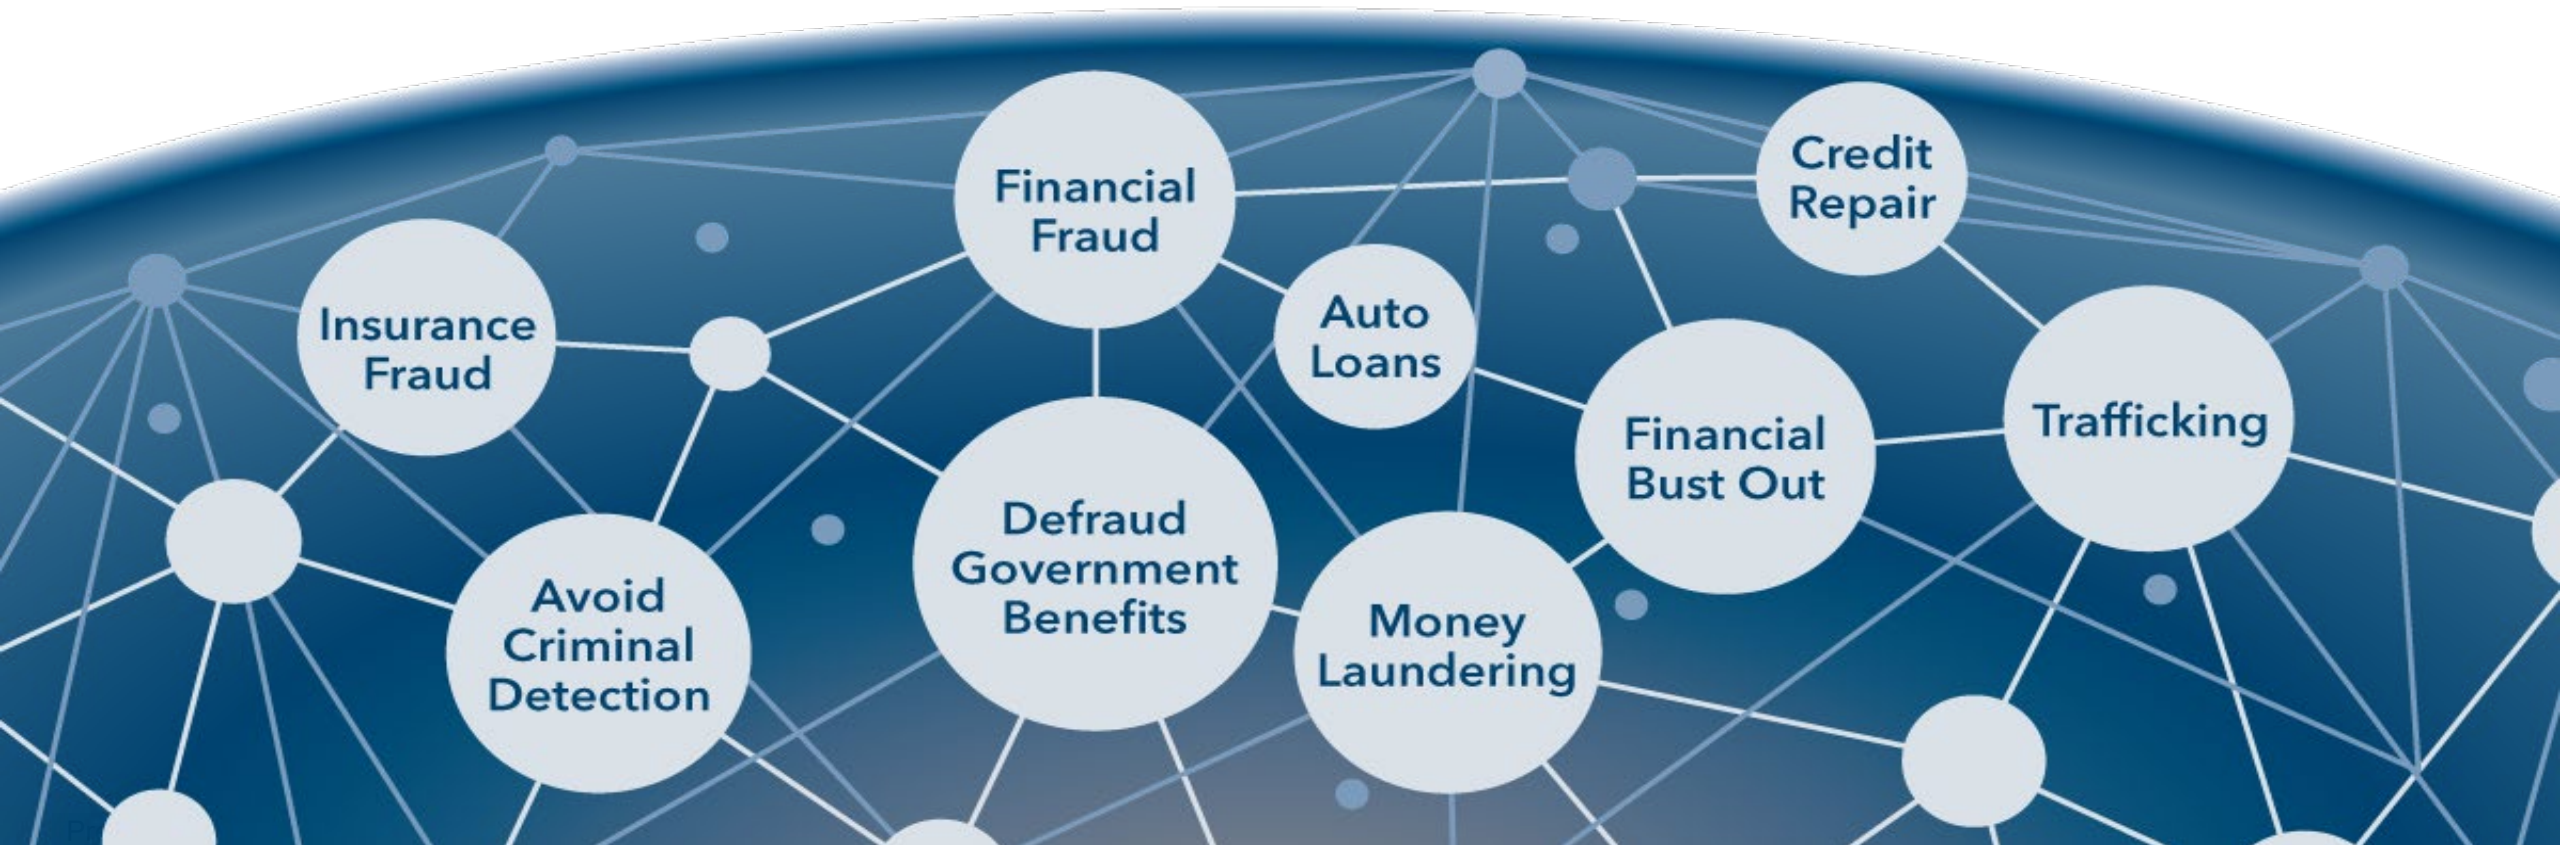 Financial
Fraud
Credit
Repair
Insurance
Fraud
Auto
Loans
Financial
Bust Out
Trafficking
Defraud
Government
Benefits
Avoid
Criminal
Detection
Money
Laundering